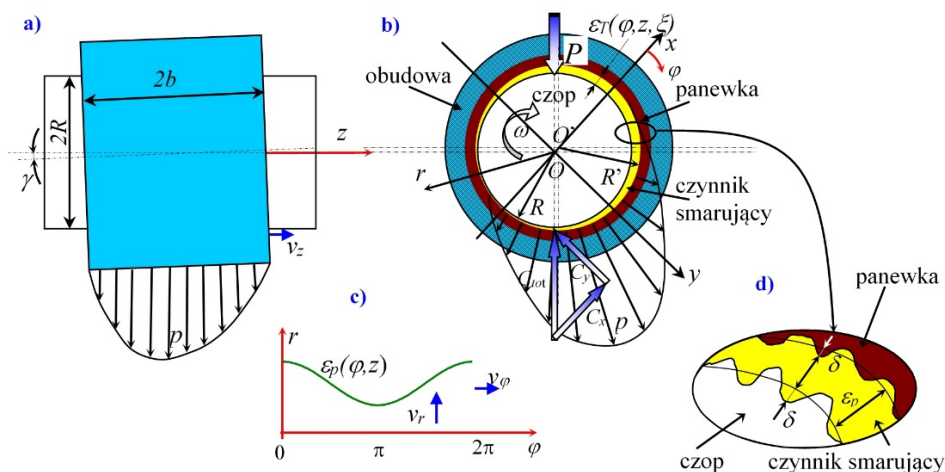 a)
2b
2R
z
γ
v_z
p
b)
ε_T(φ,z,ξ)
P
x
φ
obudowa
czop
panewka
ω
O'
O
R'
r
R
czynnik
smarujący
y
C_tot
C_y
C_x
p
c)
r
ε_p(φ,z)
v_φ
v_r
0
π
2π
φ
d)
panewka
δ
ε_p
δ
czop
czynnik smarujący